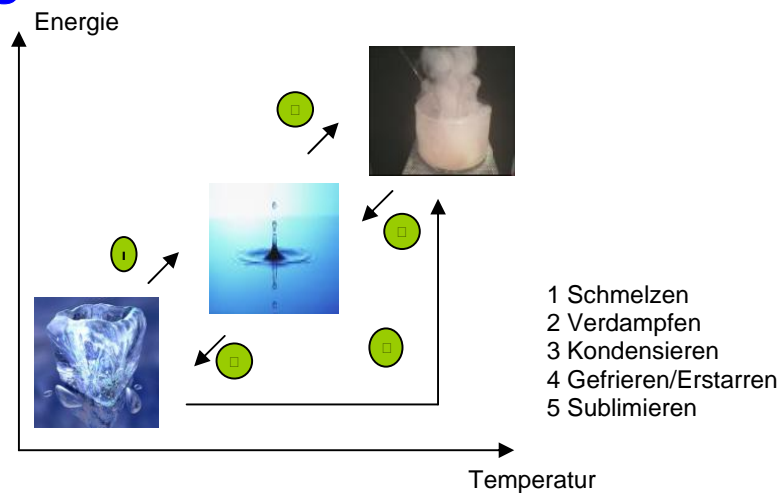 Energie
1 Schmelzen
2 Verdampfen
3 Kondensieren
4 Gefrieren/Erstarren
5 Sublimieren
Temperatur